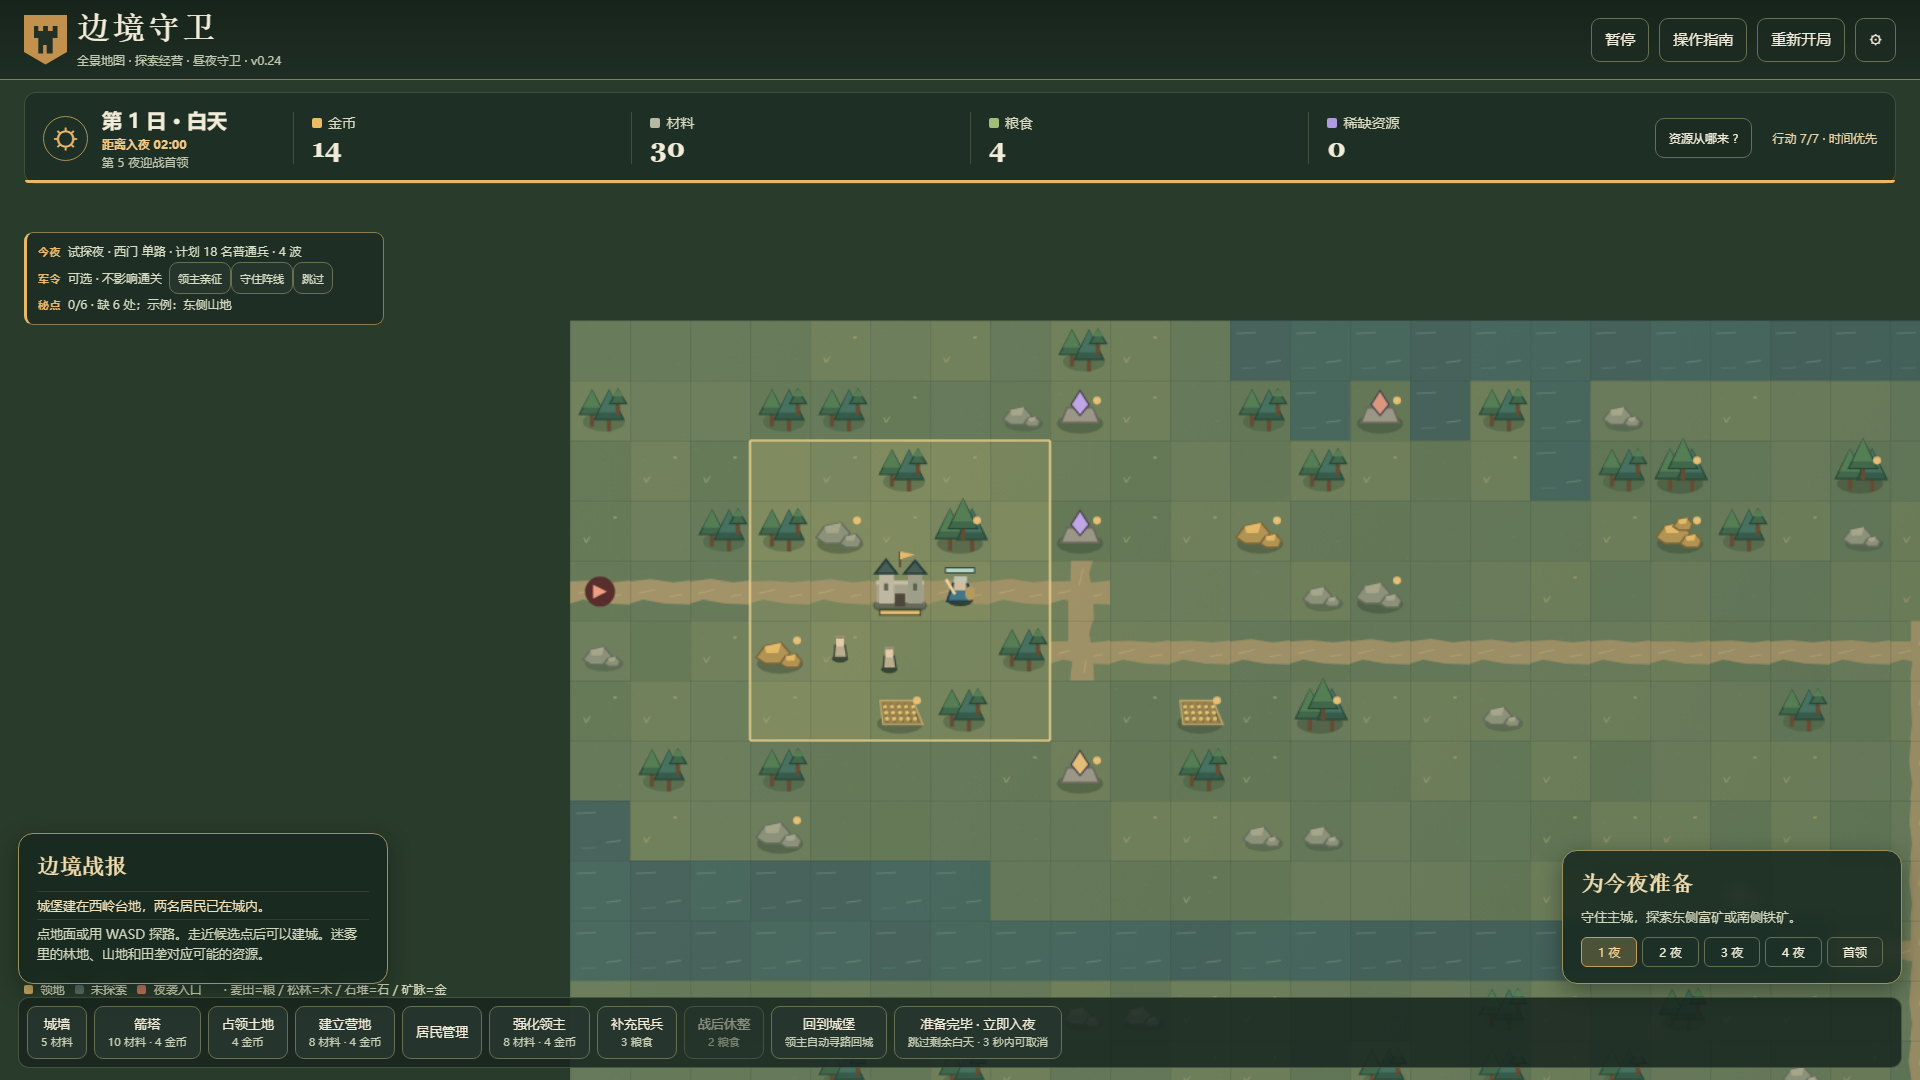 边境守卫
全景地图 · 探索经营 · 昼夜守卫 · v0.24
暂停
操作指南
重新开局
第 1 日 · 白天
距离入夜 02:00
第 5 夜迎战首领
金币
14
材料
30
粮食
4
稀缺资源
0
资源从哪来？
行动 7/7 · 时间优先
今夜 试探夜 · 西门 单路 · 计划 18 名普通兵 · 4 波
军令 可选 · 不影响通关 领主亲征 守住阵线 跳过
秘点 0/6 · 缺 6 处；示例：东侧山地
边境战报
城堡建在西岭台地，两名居民已在城内。
点地面或用 WASD 探路。走近候选点后可以建城。迷雾
里的林地、山地和田垄对应可能的资源。
领地 未探索 夜袭入口 · 麦田=粮 / 松林=木 / 石堆=石 / 矿脉=金
为今夜准备
守住主城，探索东侧富矿或南侧铁矿。
1 夜 2 夜 3 夜 4 夜 首领
城墙
5 材料
箭塔
10 材料 · 4 金币
占领土地
4 金币
建立营地
8 材料 · 4 金币
居民管理
强化领主
8 材料 · 4 金币
补充民兵
3 粮食
战后休整
2 粮食
回到城堡
领主自动寻路回城
准备完毕 · 立即入夜
跳过剩余白天 · 3 秒内可取消